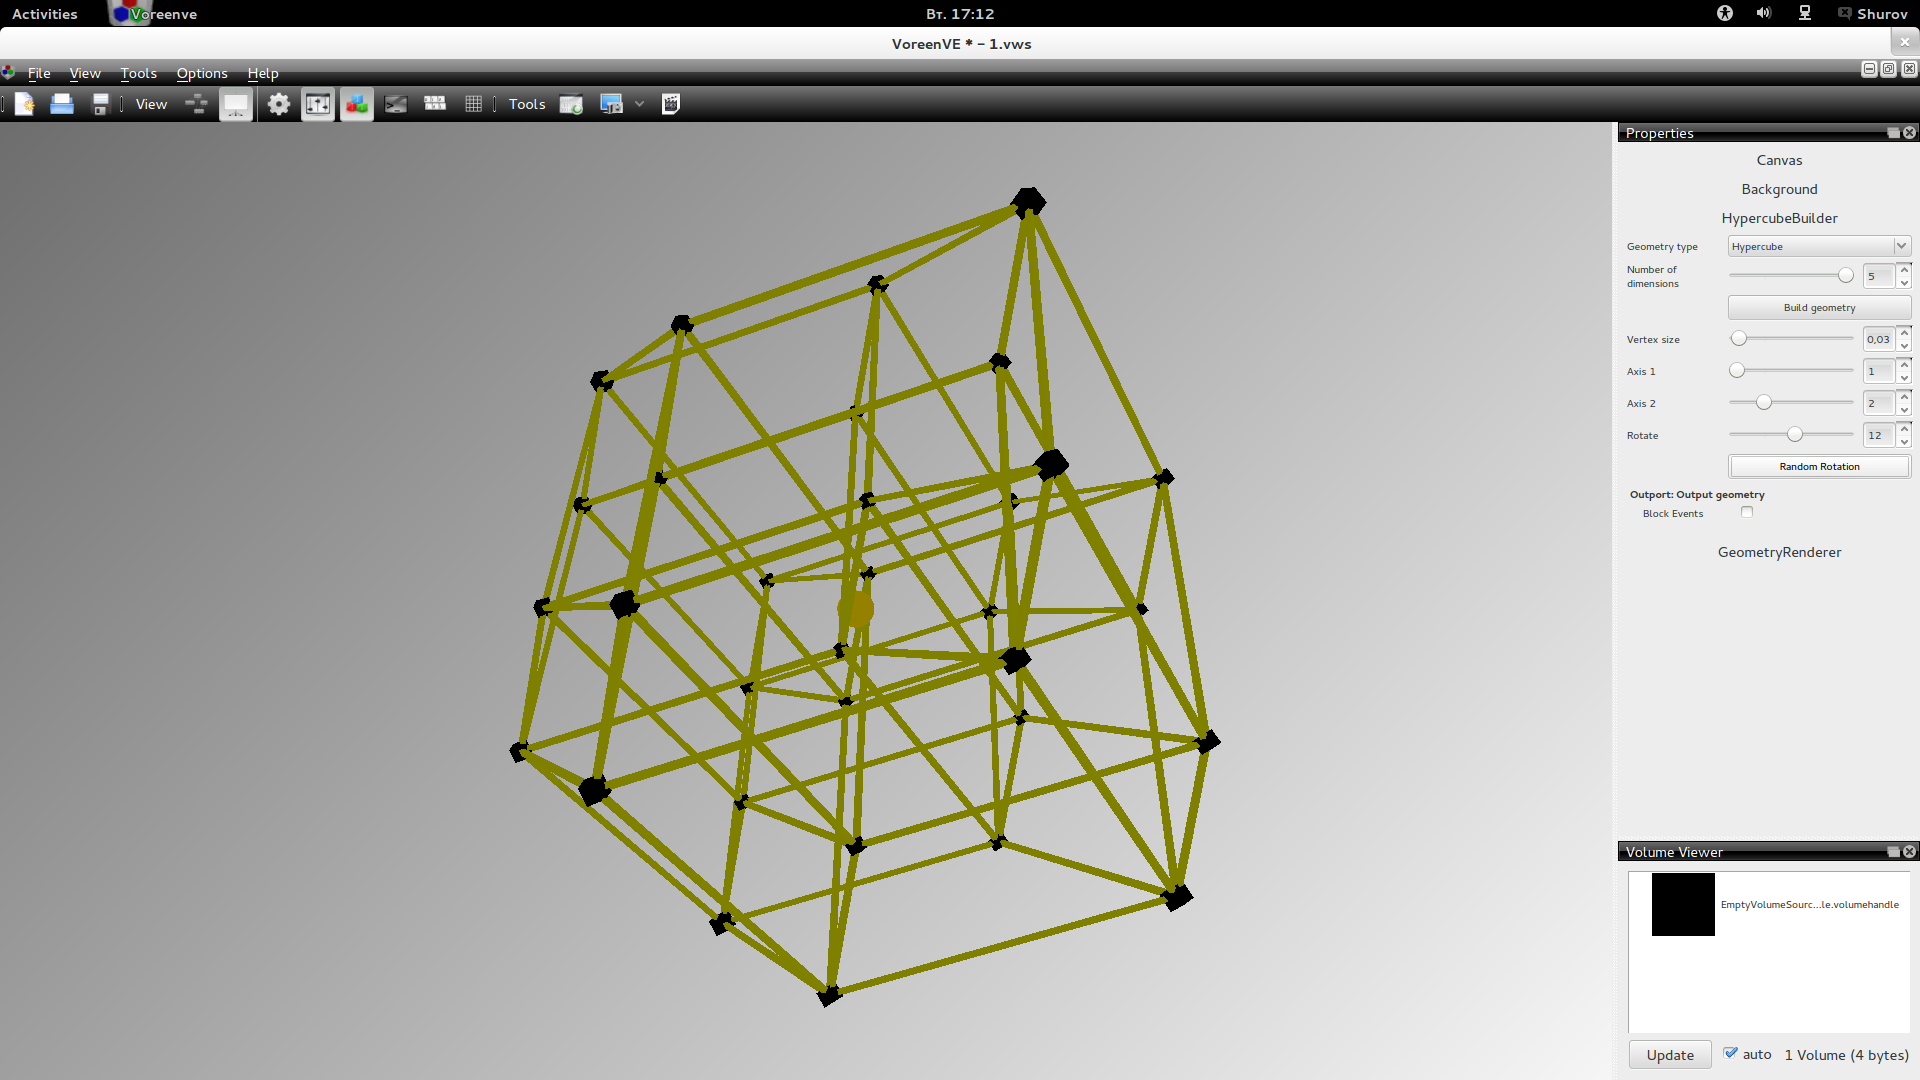 Activities
Voreenve
Вт. 17:12
Shurov
VoreenVE * – 1.vws
File View Tools Options Help
View
Tools
Properties
Canvas
Background
HypercubeBuilder
Geometry type Hypercube
Number of dimensions 5
Build geometry
Vertex size 0,03
Axis 1 1
Axis 2 2
Rotate 12
Random Rotation
Outport: Output geometry
Block Events
GeometryRenderer
Volume Viewer
EmptyVolumeSourc...le.volumehandle
Update auto 1 Volume (4 bytes)